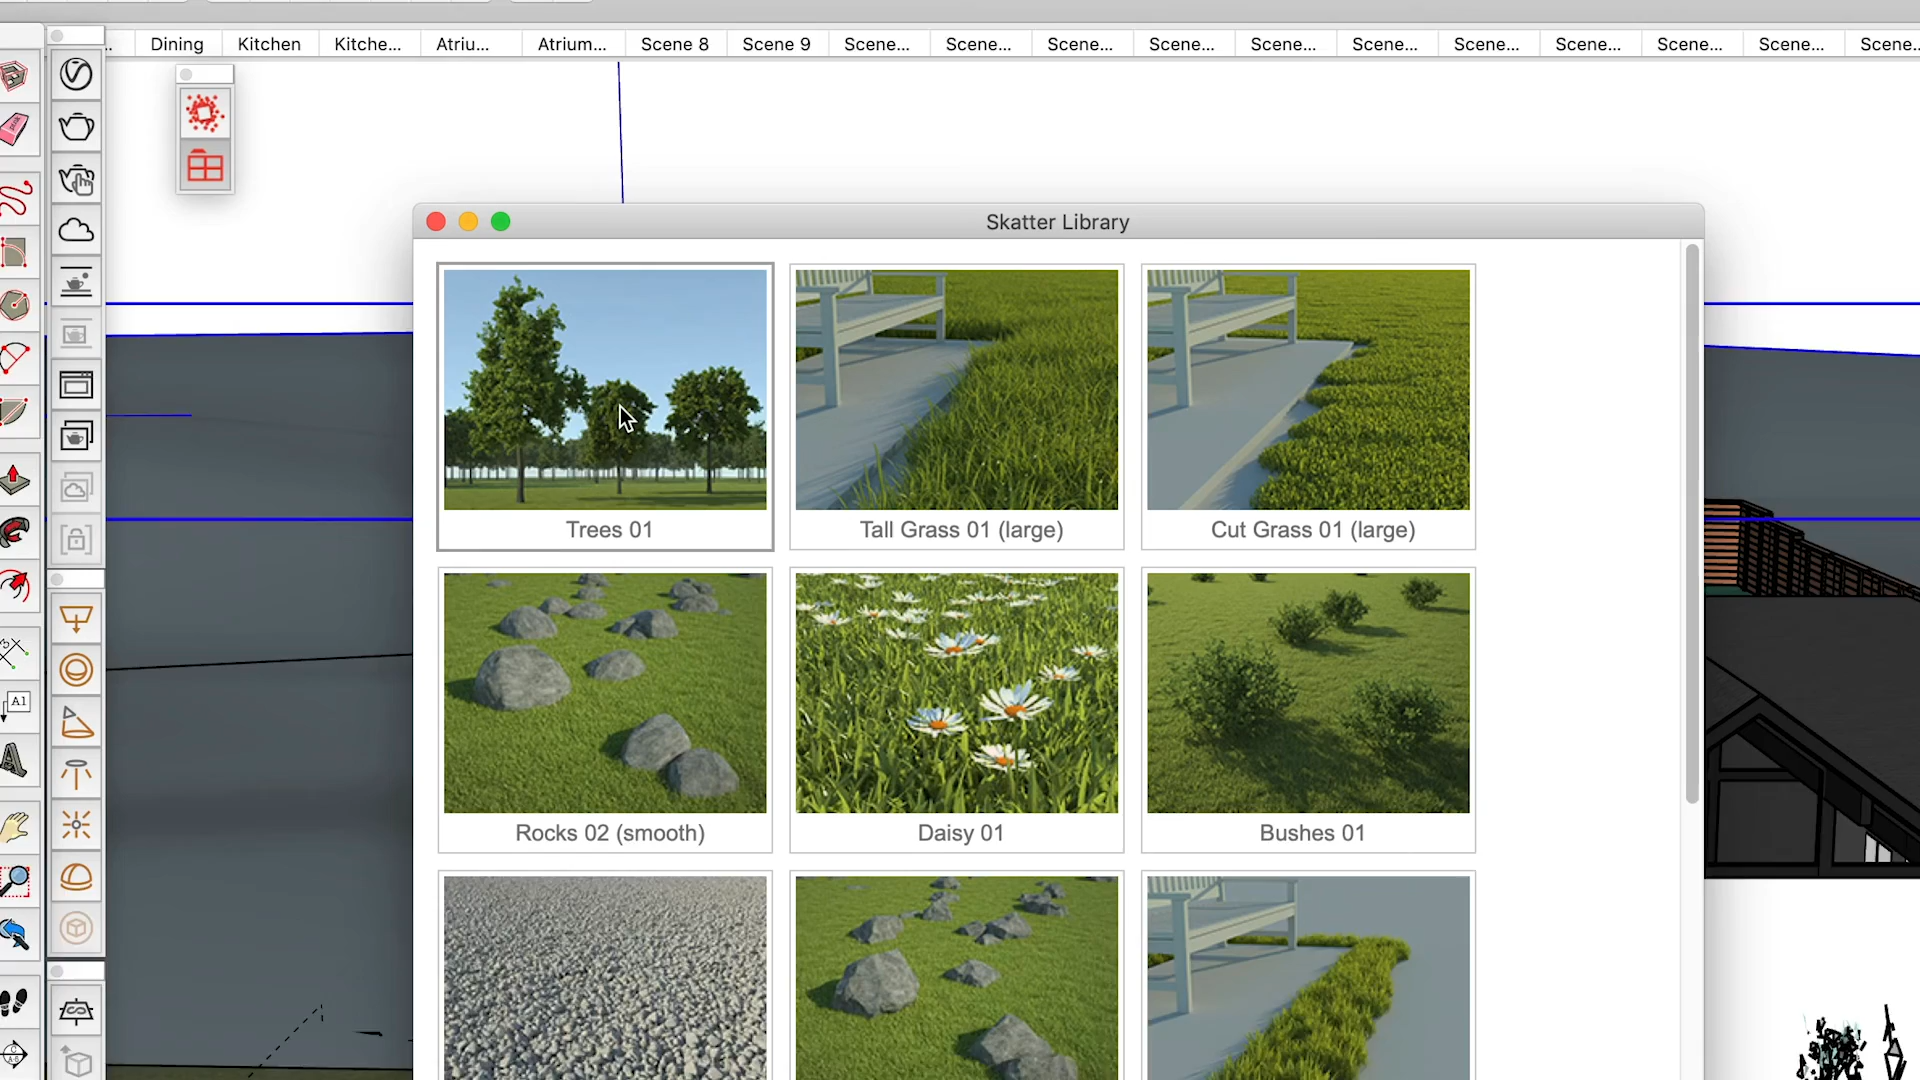 Dining
Kitchen
Kitche...
Atriu...
Atrium...
Scene 8
Scene 9
Scene...
Scene...
Scene...
Scene...
Scene...
Scene...
Scene...
Scene...
Scene...
Scene...
Scene...
Skatter Library
Trees 01
Tall Grass 01 (large)
Cut Grass 01 (large)
Rocks 02 (smooth)
Daisy 01
Bushes 01
A1